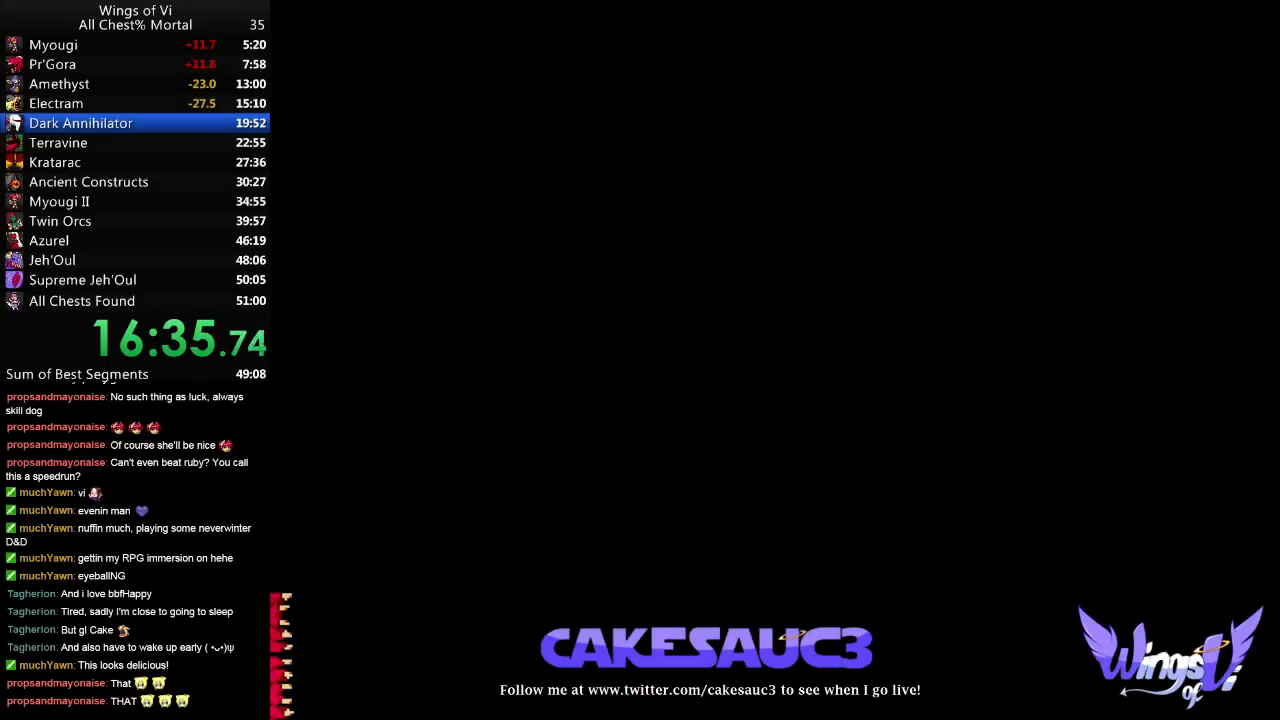 Wings of Vi
All Chest% Mortal 35
Myougi +11.7 5:20
Pr'Gora +11.8 7:58
Amethyst -23.0 13:00
Electram -27.5 15:10
Dark Annihilator 19:52
Terravine 22:55
Kratarac 27:36
Ancient Constructs 30:27
Myougi II 34:55
Twin Orcs 39:57
Azurel 46:19
Jeh'Oul 48:06
Supreme Jeh'Oul 50:05
All Chests Found 51:00
16:35.74
Sum of Best Segments 49:08
propsandmayonaise: No such thing as luck, always
skill dog
propsandmayonaise:
propsandmayonaise: Of course she'll be nice
propsandmayonaise: Can't even beat ruby? You call
this a speedrun?
muchYawn: vi
muchYawn: evenin man
muchYawn: nuffin much, playing some neverwinter
D&D
muchYawn: gettin my RPG immersion on hehe
muchYawn: eyeballNG
Tagherion: And i love bbfHappy
Tagherion: Tired, sadly I'm close to going to sleep
Tagherion: But gl Cake
Tagherion: And also have to wake up early ( •ᴗ•)ψ
muchYawn: This looks delicious!
propsandmayonaise: That
propsandmayonaise: THAT
CAKESAUC3
Follow me at www.twitter.com/cakesauc3 to see when I go live!
Wings of Vi